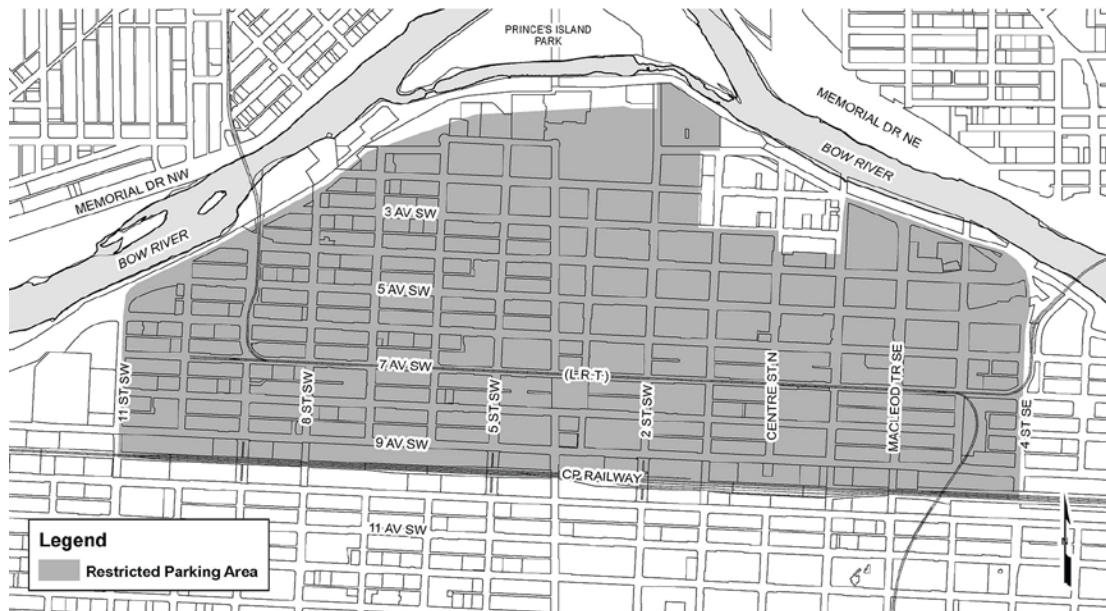 PRINCE'S ISLAND
PARK
MEMORIAL DR NE
BOW RIVER
MEMORIAL DR NW
BOW RIVER
3 AV SW
5 AV SW
7 AV SW
(L.R.T.)
11 ST SW
8 ST SW
5 ST SW
2 ST SW
CENTRE ST N
MACLEOD TR SE
4 ST SE
9 AV SW
CP RAILWAY
11 AV SW
Legend
Restricted Parking Area